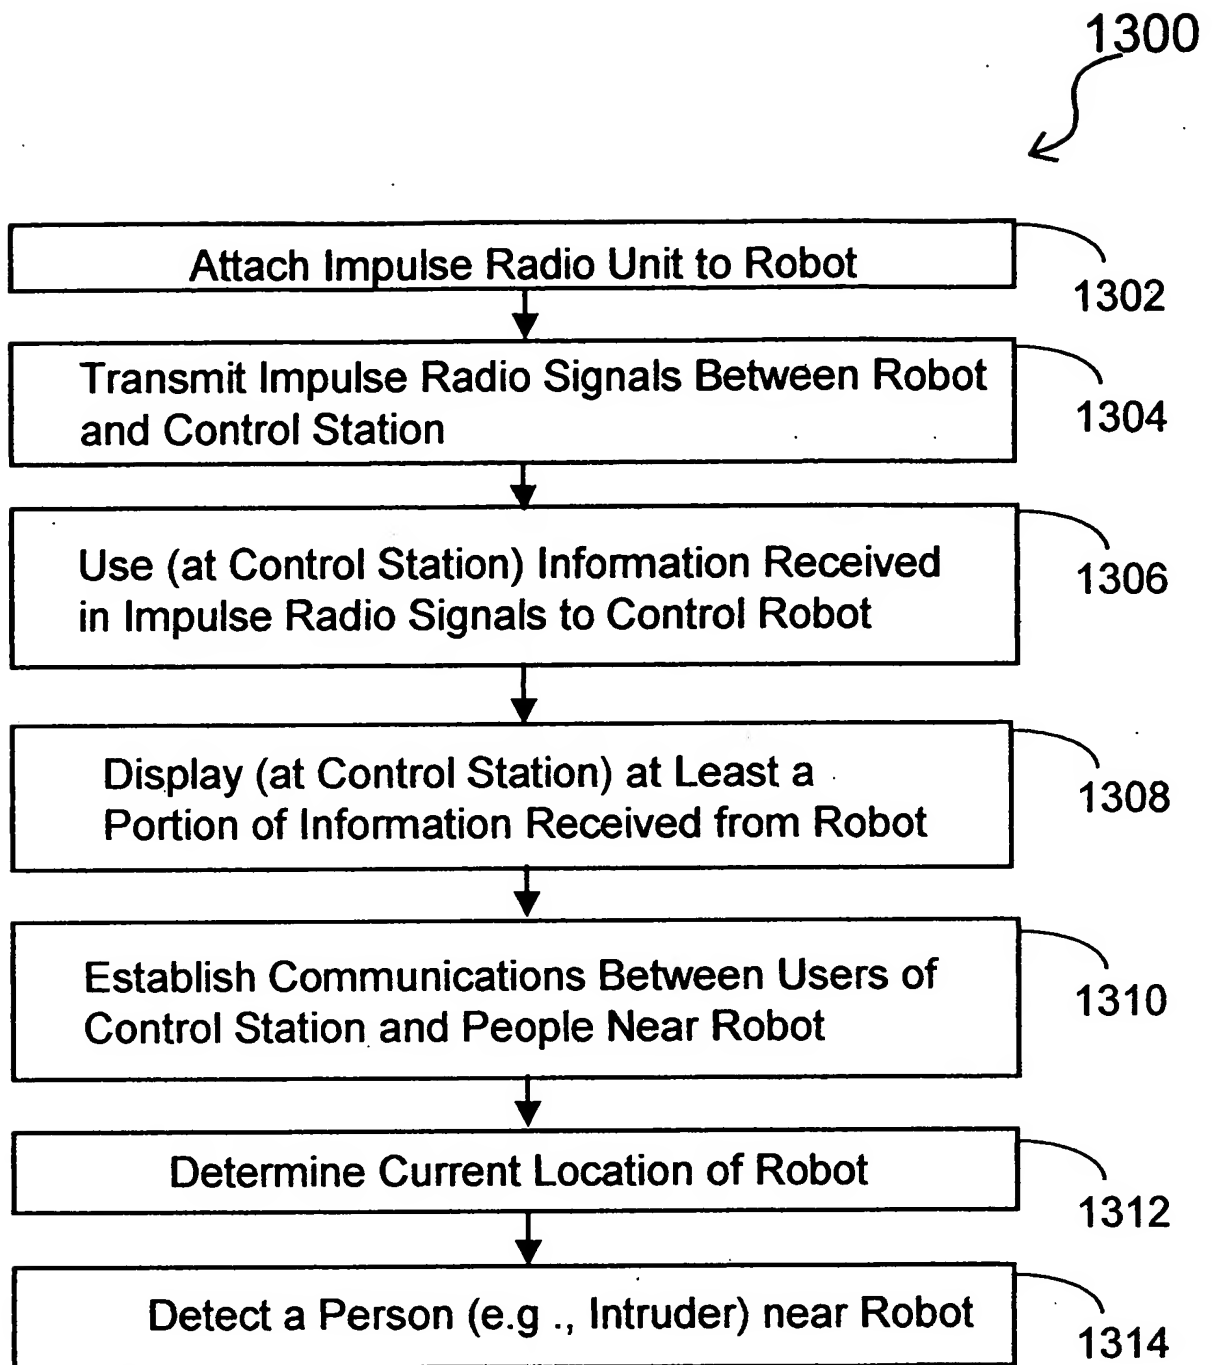 1300
Attach Impulse Radio Unit to Robot
1302
Transmit Impulse Radio Signals Between Robot
and Control Station
1304
Use (at Control Station) Information Received
in Impulse Radio Signals to Control Robot
1306
Display (at Control Station) at Least a
Portion of Information Received from Robot
1308
Establish Communications Between Users of
Control Station and People Near Robot
1310
Determine Current Location of Robot
1312
Detect a Person (e.g ., Intruder) near Robot
1314